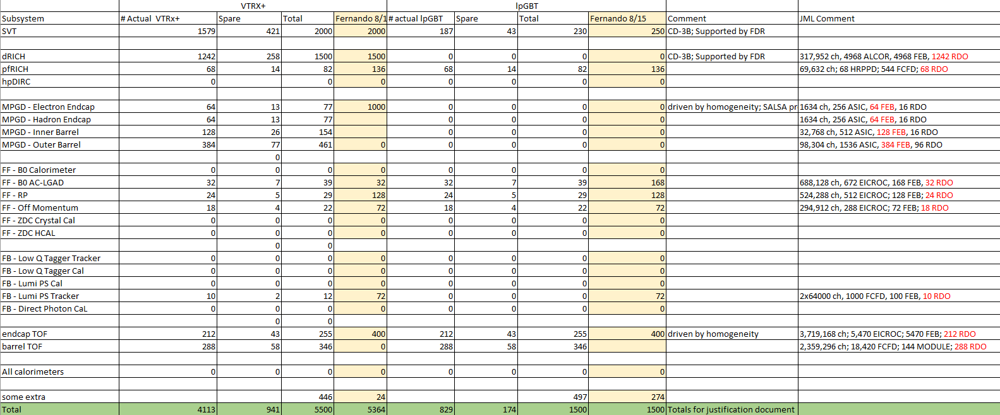 VTRX+ lpGBT
Subsystem # Actual VTRx+ Spare Total Fernando 8/1 # actual lpGBT Spare Total Fernando 8/15 Comment JML Comment
SVT 1579 421 2000 2000 187 43 230 250 CD-3B; Supported by FDR
dRICH 1242 258 1500 1500 0 0 0 0 CD-3B; Supported by FDR 317,952 ch, 4968 ALCOR, 4968 FEB, 1242 RDO
pfRICH 68 14 82 136 68 14 82 136 69,632 ch; 68 HRPPD; 544 FCFD; 68 RDO
hpDIRC 0 0 0 0 0 0 0
MPGD - Electron Endcap 64 13 77 1000 0 0 0 0 driven by homogeneity; SALSA pr 1634 ch, 256 ASIC, 64 FEB, 16 RDO
MPGD - Hadron Endcap 64 13 77 0 0 0 0 1634 ch, 256 ASIC, 64 FEB, 16 RDO
MPGD - Inner Barrel 128 26 154 0 0 0 0 32,768 ch, 512 ASIC, 128 FEB, 16 RDO
MPGD - Outer Barrel 384 77 461 0 0 0 0 0 98,304 ch, 1536 ASIC, 384 FEB, 96 RDO
0
FF - B0 Calorimeter 0 0 0 0 0 0 0 0
FF - B0 AC-LGAD 32 7 39 32 32 7 39 168 688,128 ch, 672 EICROC, 168 FEB, 32 RDO
FF - RP 24 5 29 128 24 5 29 128 524,288 ch, 512 EICROC; 128 FEB; 24 RDO
FF - Off Momentum 18 4 22 72 18 4 22 72 294,912 ch, 288 EICROC; 72 FEB; 18 RDO
FF - ZDC Crystal Cal 0 0 0 0 0 0 0 0
FF - ZDC HCAL 0 0 0 0 0 0 0 0
0 0
FB - Low Q Tagger Tracker 0 0 0 0 0 0 0 0
FB - Low Q Tagger Cal 0 0 0 0 0 0 0 0
FB - Lumi PS Cal 0 0 0 0 0 0 0 0
FB - Lumi PS Tracker 10 2 12 72 0 0 0 72 2x64000 ch, 1000 FCFD, 100 FEB, 10 RDO
FB - Direct Photon CaL 0 0 0 0 0 0 0 0
0 0
endcap TOF 212 43 255 400 212 43 255 400 driven by homogeneity 3,719,168 ch; 5,470 EICROC; 5470 FEB; 212 RDO
barrel TOF 288 58 346 0 288 58 346 2,359,296 ch; 18,420 FCFD; 144 MODULE; 288 RDO
All calorimeters 0 0 0 0 0 0 0 0
some extra 446 24 497 274
Total 4113 941 5500 5364 829 174 1500 1500 Totals for justification document